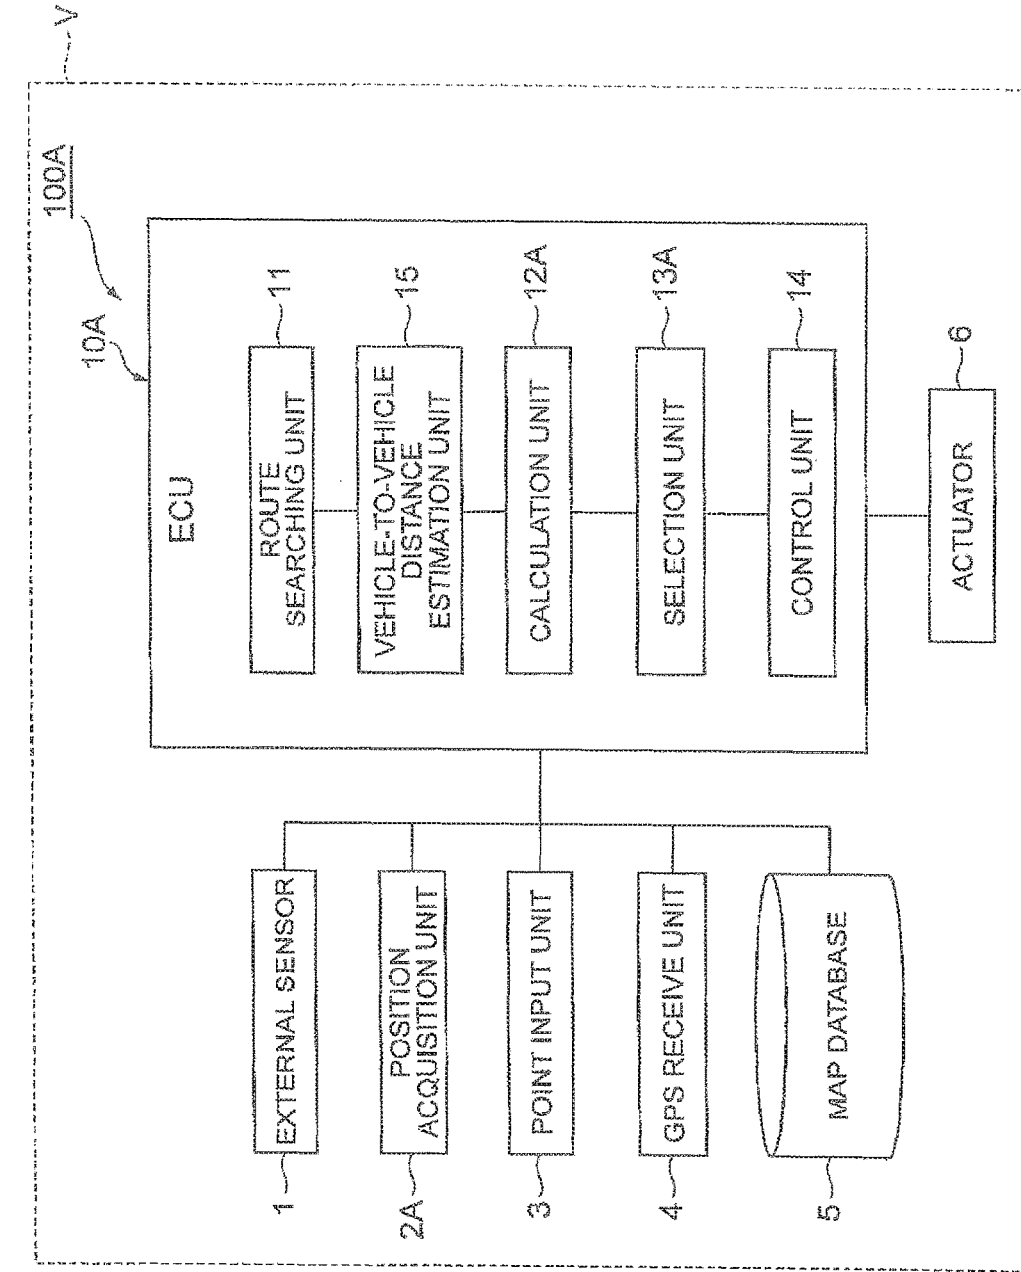 V
100A
10A
ECU
1
EXTERNAL SENSOR
2A
POSITION
ACQUISITION UNIT
3
POINT INPUT UNIT
4
GPS RECEIVE UNIT
5
MAP DATABASE
ROUTE
SEARCHING UNIT
11
VEHICLE-TO-VEHICLE
DISTANCE
ESTIMATION UNIT
15
CALCULATION UNIT
12A
SELECTION UNIT
13A
CONTROL UNIT
14
ACTUATOR
6